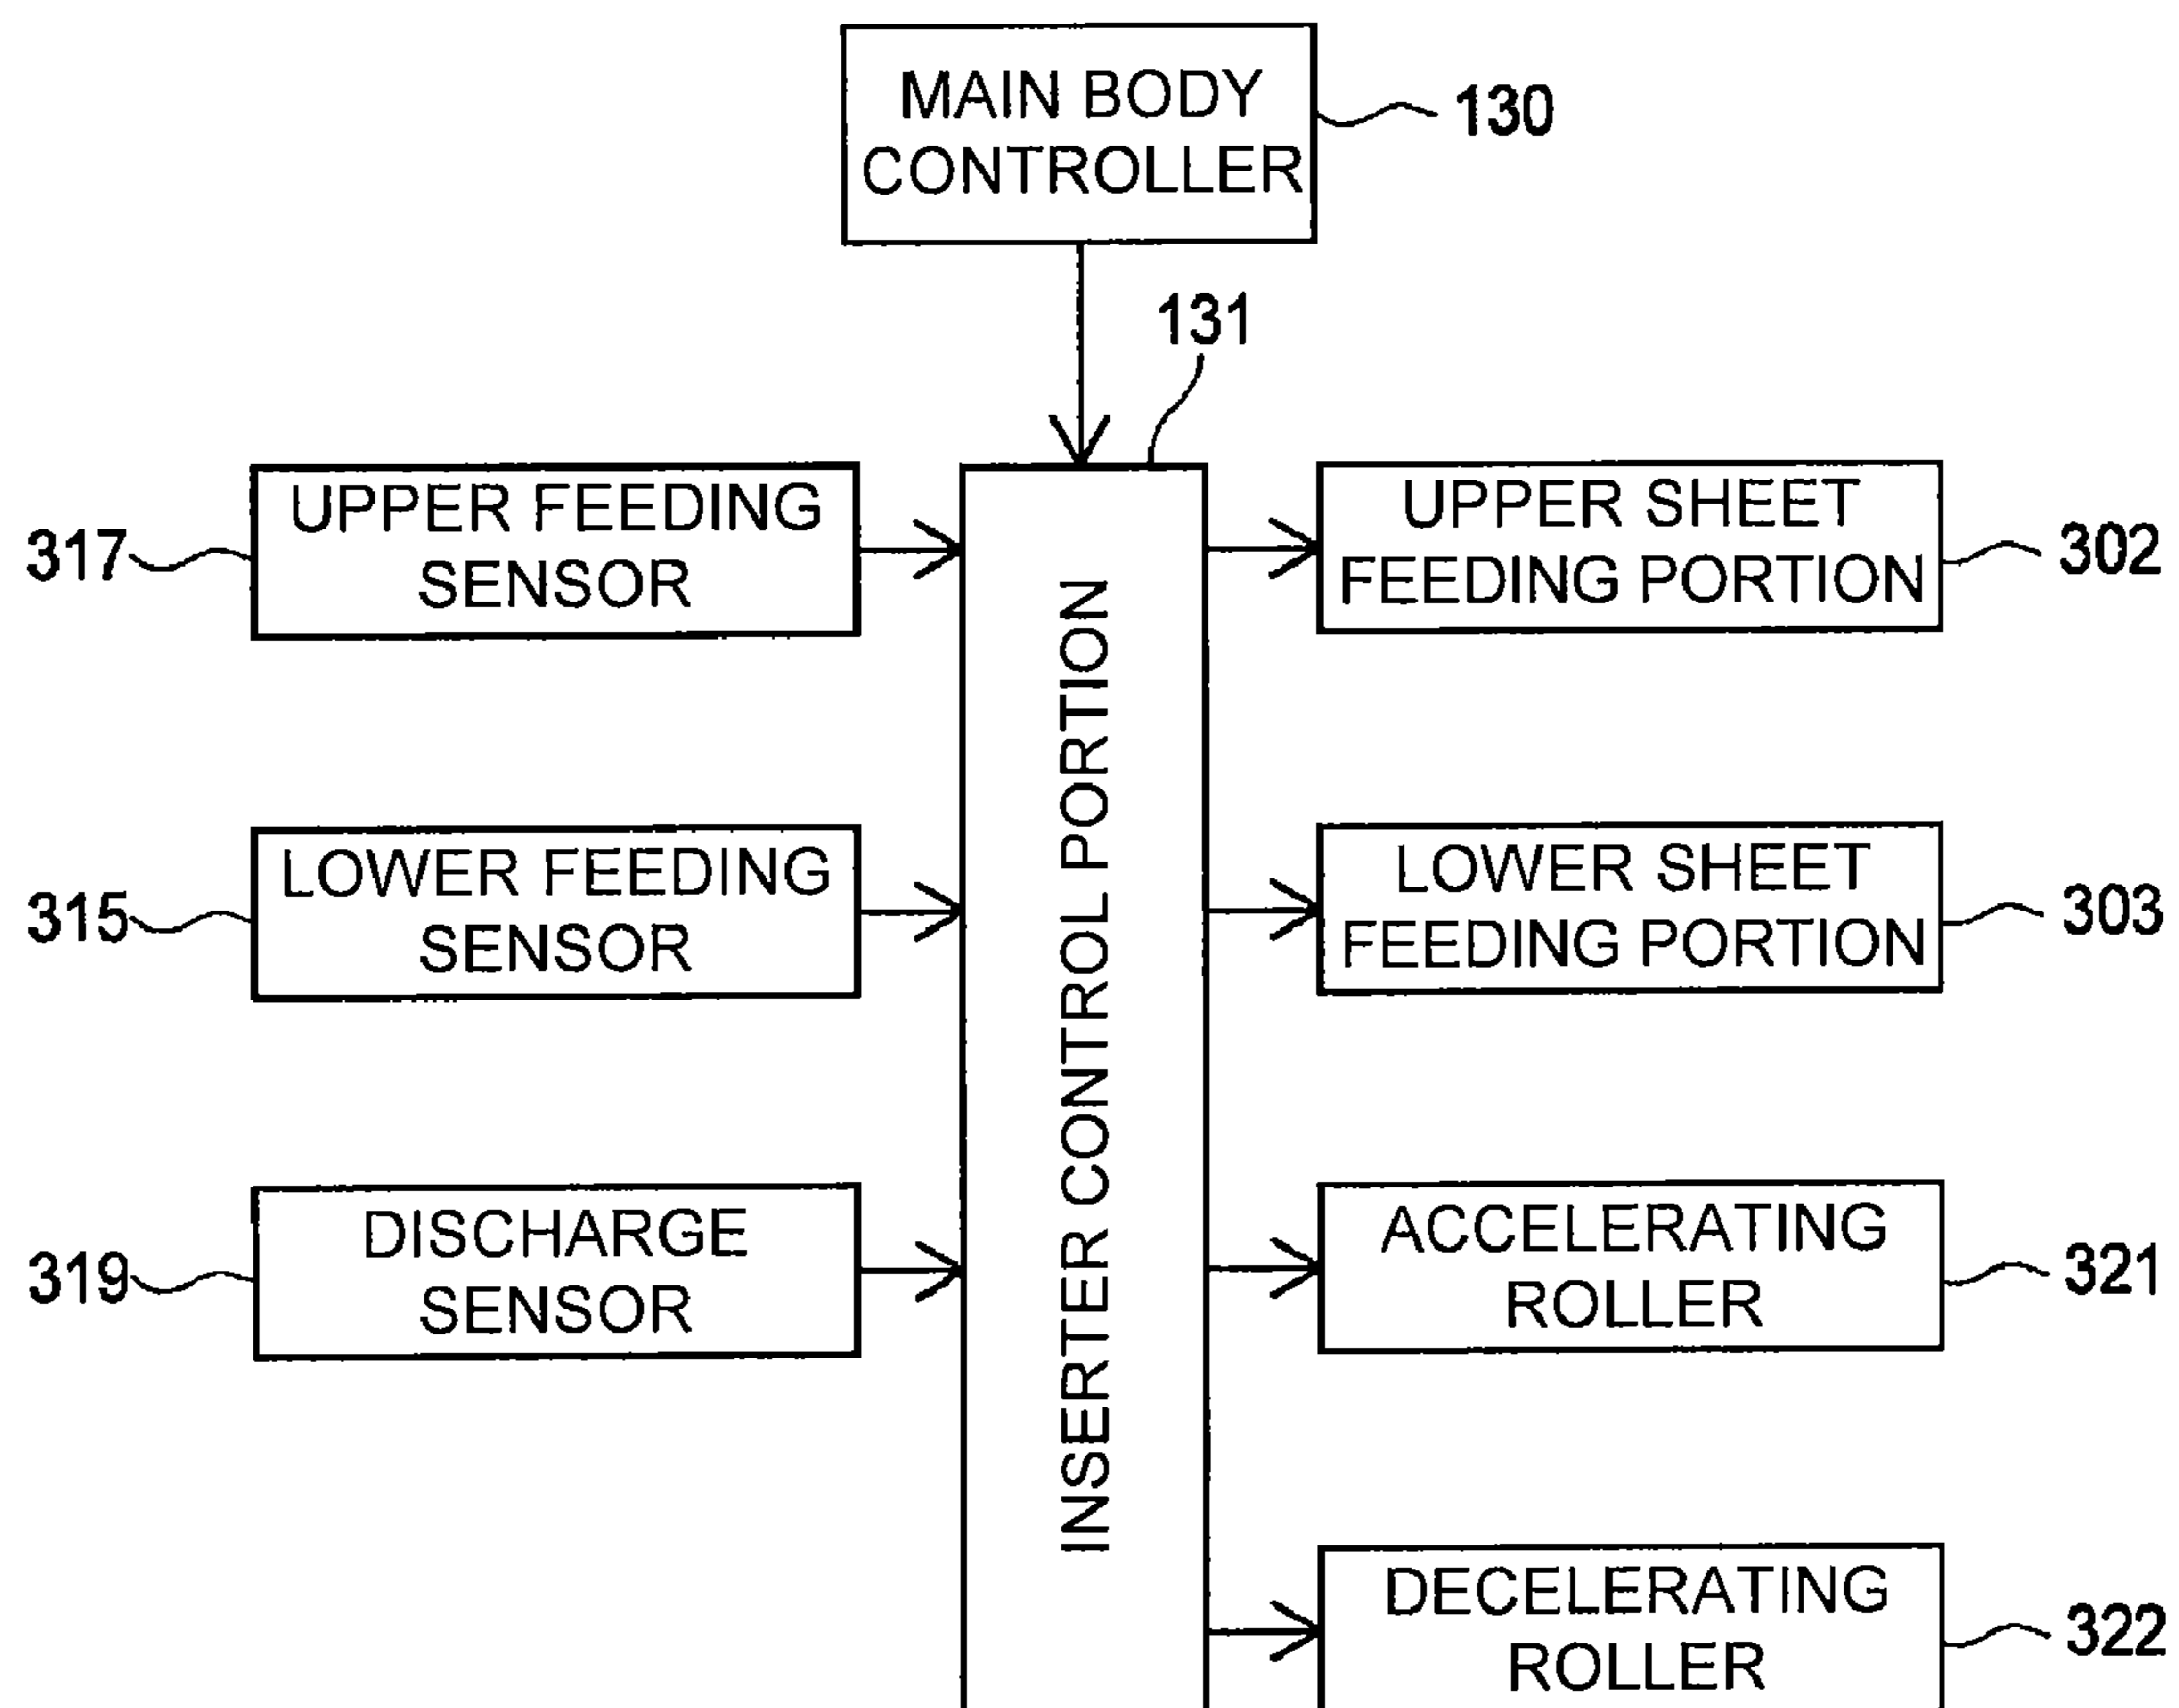 MAIN BODY
CONTROLLER
130
131
317
UPPER FEEDING
SENSOR
UPPER SHEET
FEEDING PORTION
302
315
LOWER FEEDING
SENSOR
LOWER SHEET
FEEDING PORTION
303
INSERTER CONTROL PORTION
319
DISCHARGE
SENSOR
ACCELERATING
ROLLER
321
DECELERATING
ROLLER
322